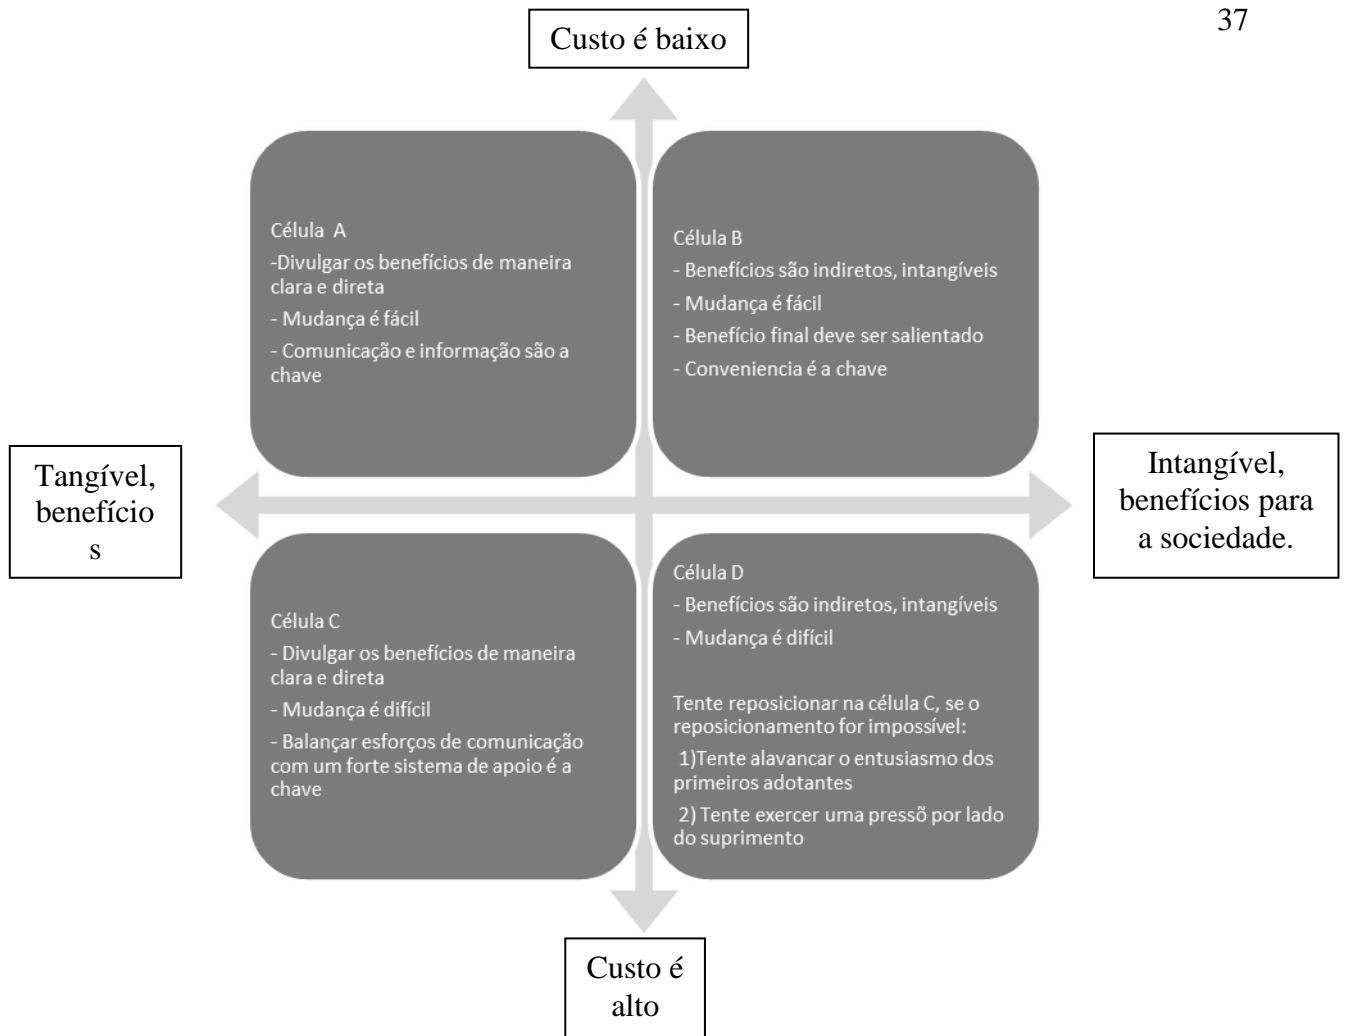 37
Custo é baixo
Célula  A
-Divulgar os benefícios de maneira
clara e direta
- Mudança é fácil
- Comunicação e informação são a
chave
Célula B
- Benefícios são indiretos, intangíveis
- Mudança é fácil
- Benefício final deve ser salientado
- Conveniencia é a chave
Tangível,
benefício
s
Intangível,
benefícios para
a sociedade.
Célula C
- Divulgar os benefícios de maneira
clara e direta
- Mudança é difícil
- Balançar esforços de comunicação
com um forte sistema de apoio é a
chave
Célula D
- Benefícios são indiretos, intangíveis
- Mudança é difícil
Tente reposicionar na célula C, se o
reposicionamento for impossível:
1)Tente alavancar o entusiasmo dos
primeiros adotantes
2) Tente exercer uma pressõ por lado
do suprimento
Custo é
alto